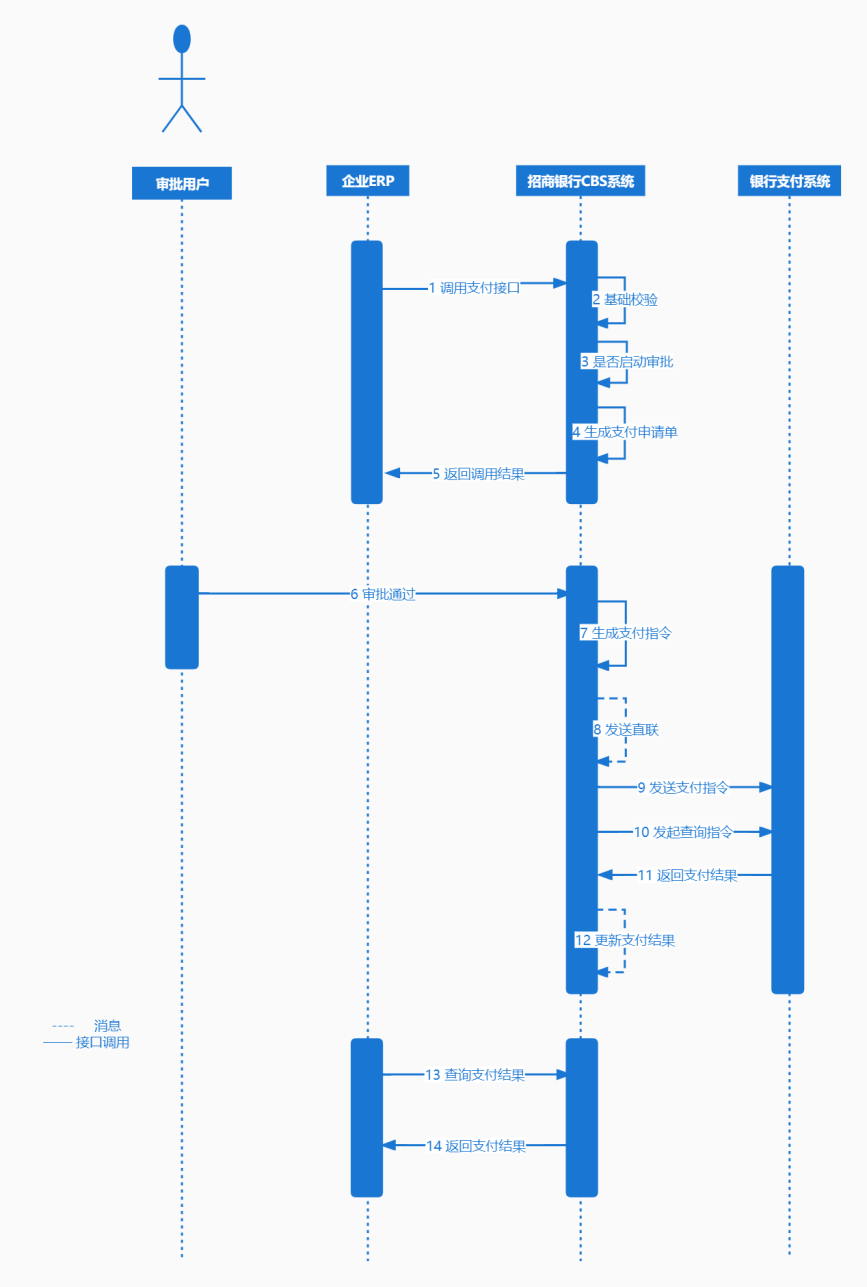 审批用户
企业ERP
招商银行CBS系统
银行支付系统
1 调用支付接口
2 基础校验
3 是否启动审批
4 生成支付申请单
5 返回调用结果
6 审批通过
7 生成支付指令
8 发送直联
9 发送支付指令
10 发起查询指令
11 返回支付结果
12 更新支付结果
消息
接口调用
13 查询支付结果
14 返回支付结果